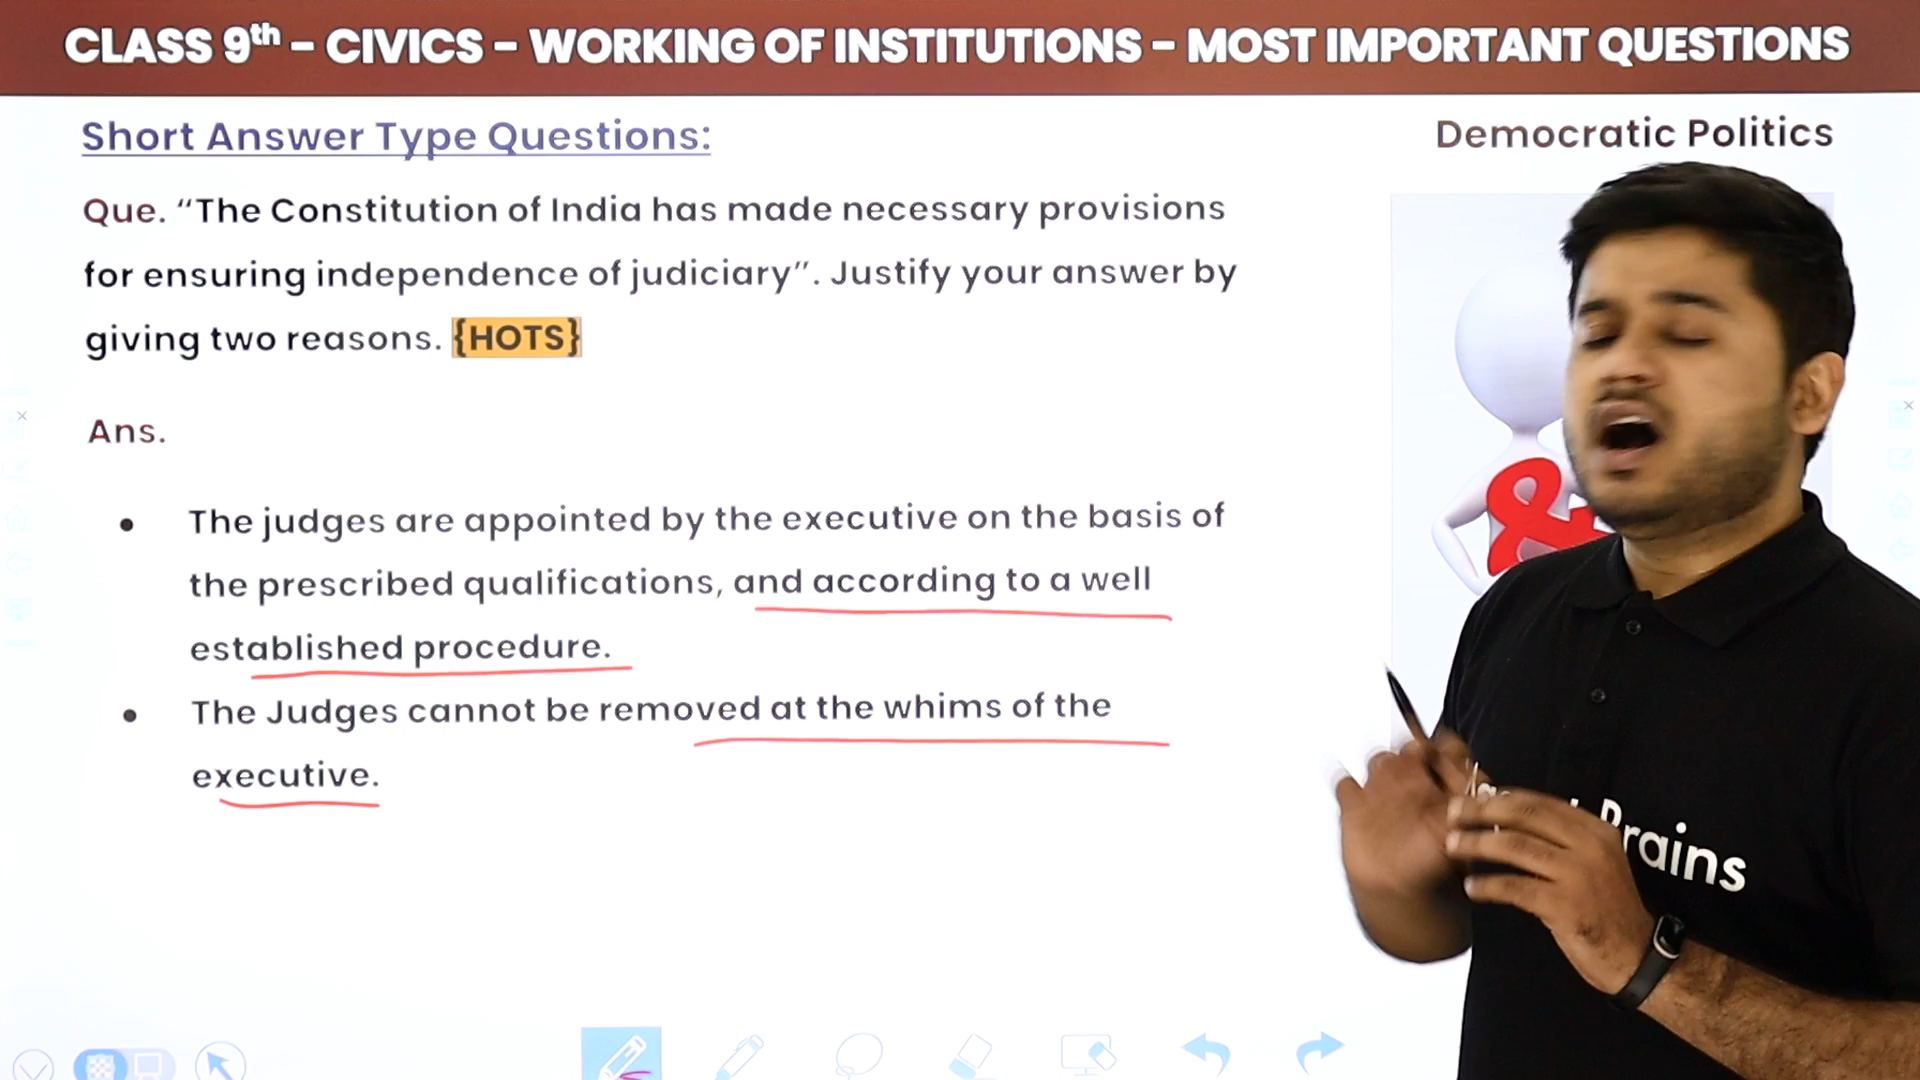 CLASS 9th – CIVICS – WORKING OF INSTITUTIONS – MOST IMPORTANT QUESTIONS
Short Answer Type Questions:
Democratic Politics
Que. “The Constitution of India has made necessary provisions
for ensuring independence of judiciary”. Justify your answer by
giving two reasons. {HOTS}
Ans.
• The judges are appointed by the executive on the basis of
the prescribed qualifications, and according to a well
established procedure.
• The Judges cannot be removed at the whims of the
executive.
&
Brains